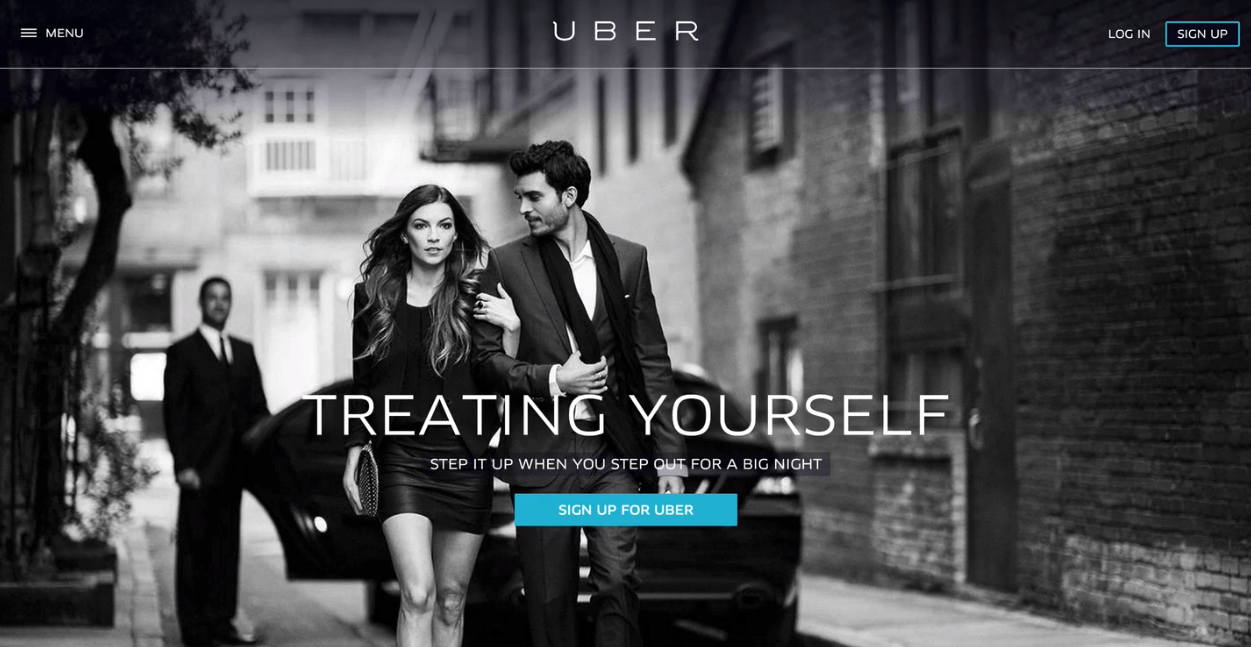 MENU
UBER
LOG IN
SIGN UP
TREATING YOURSELF
STEP IT UP WHEN YOU STEP OUT FOR A BIG NIGHT
SIGN UP FOR UBER